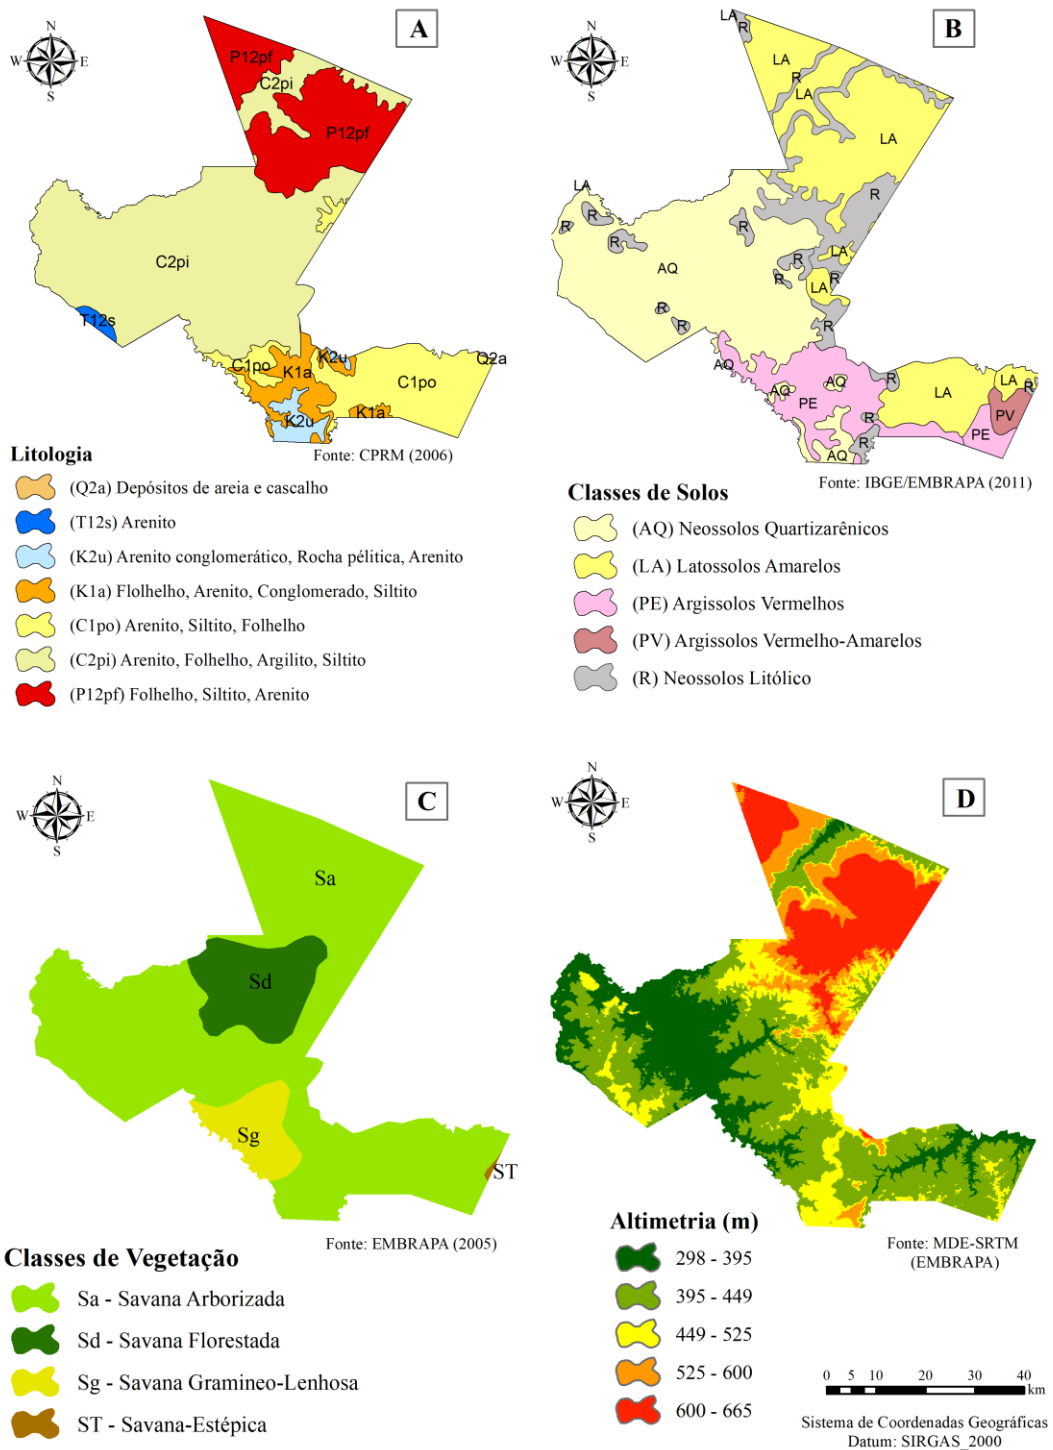 A
N
W
E
S
P12pf
C2pi
P12pf
C2pi
T12s
C1po
K1a
K2u
Q2a
C1po
K1a
K2u
Fonte: CPRM (2006)
Litologia
(Q2a) Depósitos de areia e cascalho
(T12s) Arenito
(K2u) Arenito conglomerático, Rocha pélitica, Arenito
(K1a) Flolhelho, Arenito, Conglomerado, Siltito
(C1po) Arenito, Siltito, Folhelho
(C2pi) Arenito, Folhelho, Argilito, Siltito
(P12pf) Folhelho, Siltito, Arenito
B
N
W
E
S
LA
R
LA
R
LA
LA
LA
R
R
R
R
R
LA
R
AQ
R
R
LA
R
R
R
AQ
R
AQ
AQ
PE
R
LA
LA
R
PV
R
PE
R
AQ
Fonte: IBGE/EMBRAPA (2011)
Classes de Solos
(AQ) Neossolos Quartizarênicos
(LA) Latossolos Amarelos
(PE) Argissolos Vermelhos
(PV) Argissolos Vermelho-Amarelos
(R) Neossolos Litólico
C
N
W
E
S
Sa
Sd
Sg
ST
Fonte: EMBRAPA (2005)
Classes de Vegetação
Sa - Savana Arborizada
Sd - Savana Florestada
Sg - Savana Gramineo-Lenhosa
ST - Savana-Estépica
D
N
W
E
S
Altimetria (m)
298 - 395
395 - 449
449 - 525
525 - 600
600 - 665
Fonte: MDE-SRTM
(EMBRAPA)
0 5 10 20 30 40
km
Sistema de Coordenadas Geográficas
Datum: SIRGAS_2000